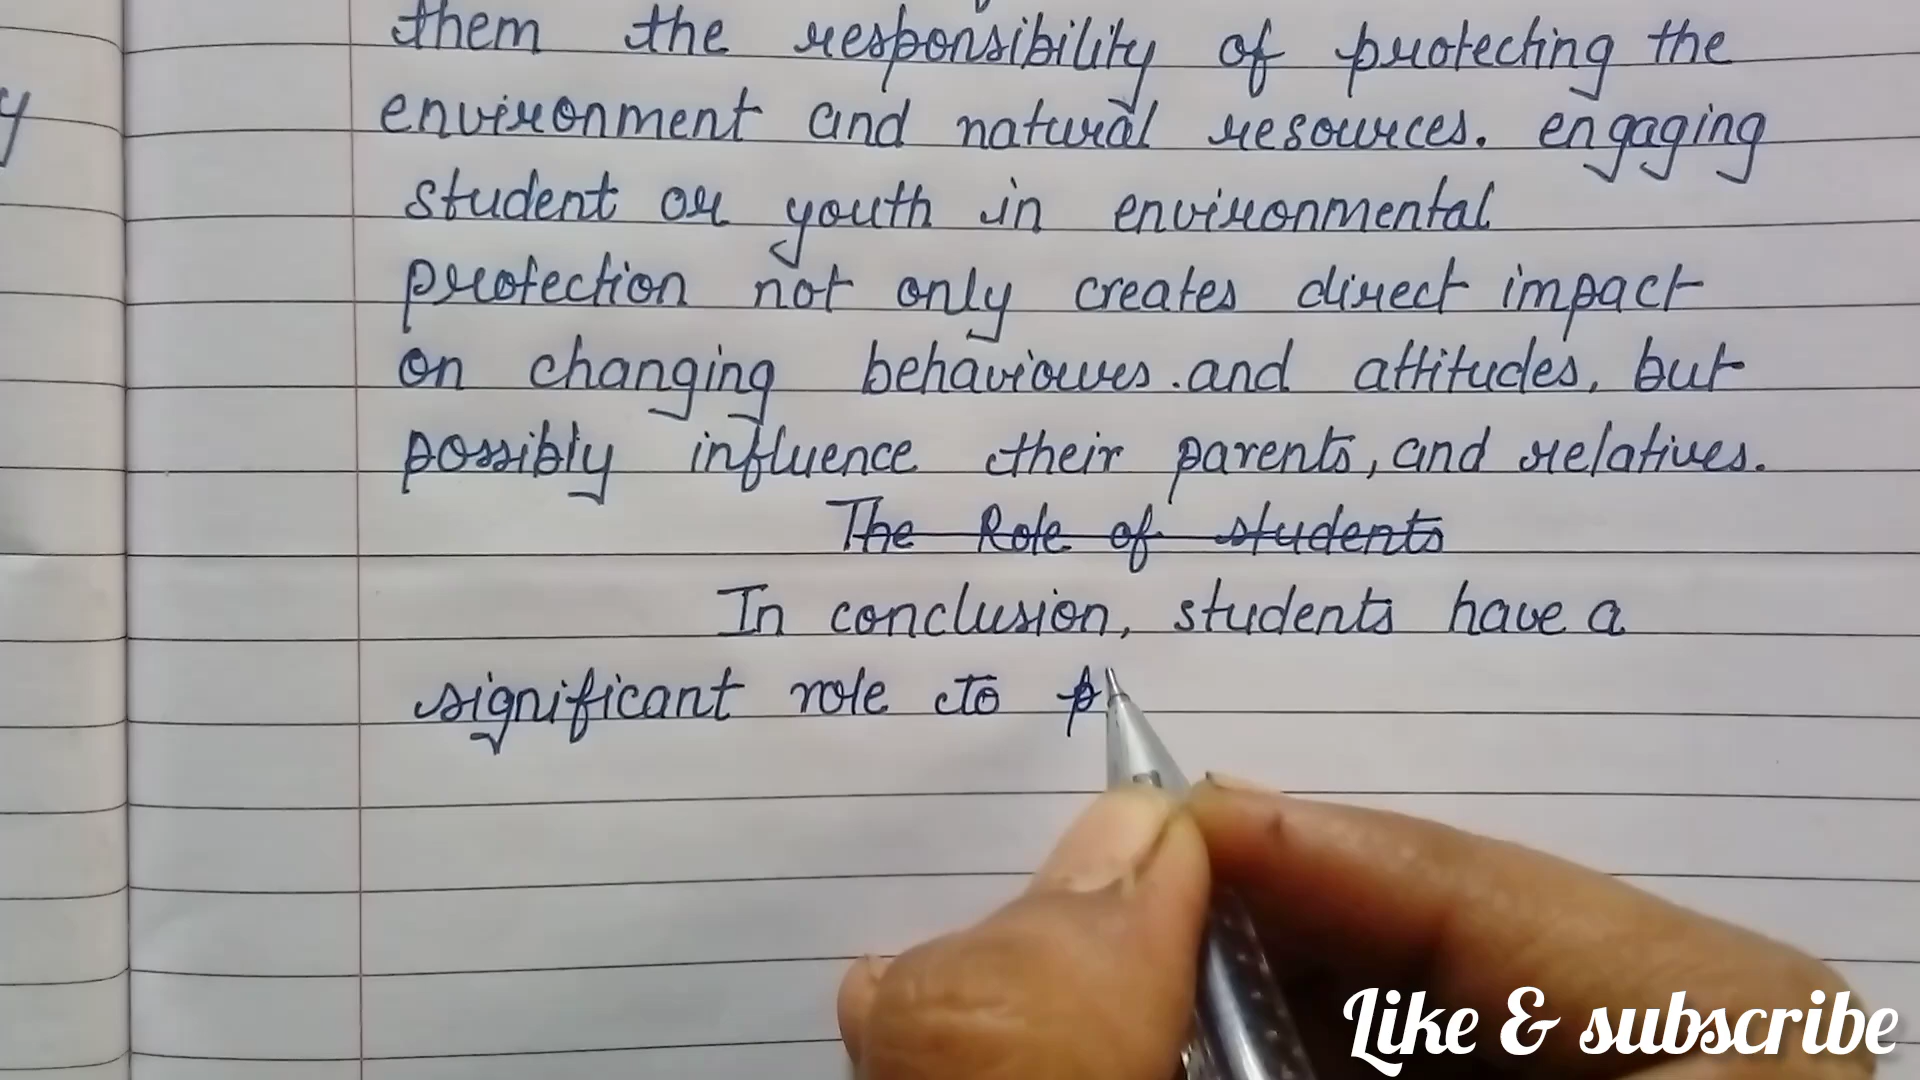 y
them the responsibility of protecting the
environment and natural resources. engaging
student or youth in environmental
protection not only creates direct impact
on changing behaviours. and attitudes, but
possibly influence their parents, and relatives.
The Role of students
In conclusion, students have a
significant role to p
Like & subscribe